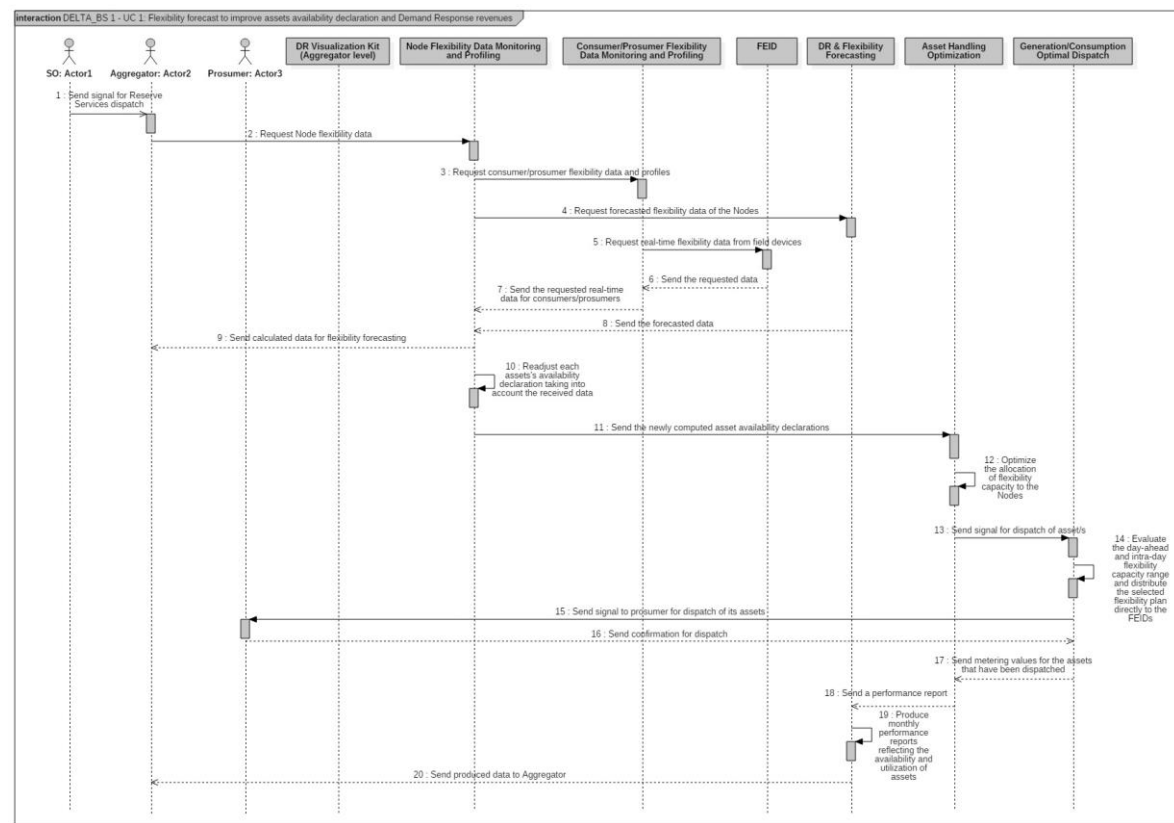 interaction DELTA_BS 1 - UC 1: Flexibility forecast to improve assets availability declaration and Demand Response revenues
SO: Actor1
Aggregator: Actor2
Prosumer: Actor3
DR Visualization Kit
(Aggregator level)
Node Flexibility Data Monitoring
and Profiling
Consumer/Prosumer Flexibility
Data Monitoring and Profiling
FEID
DR & Flexibility
Forecasting
Asset Handling
Optimization
Generation/Consumption
Optimal Dispatch
1 : Send signal for Reserve
Services dispatch
2 : Request Node flexibility data
3 : Request consumer/prosumer flexibility data and profiles
4 : Request forecasted flexibility data of the Nodes
5 : Request real-time flexibility data from field devices
6 : Send the requested data
7 : Send the requested real-time
data for consumers/prosumers
8 : Send the forecasted data
9 : Send calculated data for flexibility forecasting
10 : Readjust each
assets's availability
declaration taking into
account the received data
11 : Send the newly computed asset availability declarations
12 : Optimize
the allocation
of flexibility
capacity to the
Nodes
13 : Send signal for dispatch of asset/s
14 : Evaluate
the day-ahead
and intra-day
flexibility
capacity range
and distribute
the selected
flexibility plan
directly to the
FEIDs
15 : Send signal to prosumer for dispatch of its assets
16 : Send confirmation for dispatch
17 : Send metering values for the assets
that have been dispatched
18 : Send a performance report
19 : Produce
monthly
performance
reports
reflecting the
availability and
utilization of
assets
20 : Send produced data to Aggregator